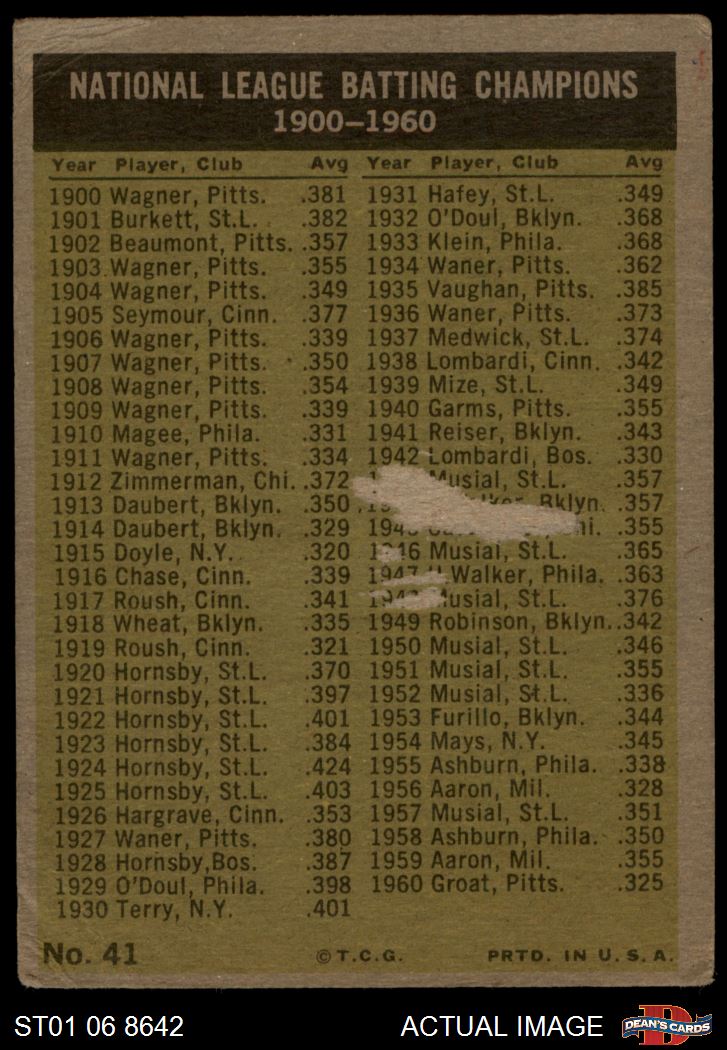 NATIONAL LEAGUE BATTING CHAMPIONS
1900–1960
Year Player, Club Avg
1900 Wagner, Pitts. .381
1901 Burkett, St.L. .382
1902 Beaumont, Pitts. .357
1903 Wagner, Pitts. .355
1904 Wagner, Pitts. .349
1905 Seymour, Cinn. .377
1906 Wagner, Pitts. .339
1907 Wagner, Pitts. .350
1908 Wagner, Pitts. .354
1909 Wagner, Pitts. .339
1910 Magee, Phila. .331
1911 Wagner, Pitts. .334
1912 Zimmerman, Chi. .372
1913 Daubert, Bklyn. .350
1914 Daubert, Bklyn. .329
1915 Doyle, N.Y. .320
1916 Chase, Cinn. .339
1917 Roush, Cinn. .341
1918 Wheat, Bklyn. .335
1919 Roush, Cinn. .321
1920 Hornsby, St.L. .370
1921 Hornsby, St.L. .397
1922 Hornsby, St.L. .401
1923 Hornsby, St.L. .384
1924 Hornsby, St.L. .424
1925 Hornsby, St.L. .403
1926 Hargrave, Cinn. .353
1927 Waner, Pitts. .380
1928 Hornsby,Bos. .387
1929 O'Doul, Phila. .398
1930 Terry, N.Y. .401
Year Player, Club Avg
1931 Hafey, St.L. .349
1932 O'Doul, Bklyn. .368
1933 Klein, Phila. .368
1934 Waner, Pitts. .362
1935 Vaughan, Pitts. .385
1936 Waner, Pitts. .373
1937 Medwick, St.L. .374
1938 Lombardi, Cinn. .342
1939 Mize, St.L. .349
1940 Garms, Pitts. .355
1941 Reiser, Bklyn. .343
1942 Lombardi, Bos. .330
Musial, St.L. .357
Bklyn. .357
.355
1946 Musial, St.L. .365
1947 Walker, Phila. .363
Musial, St.L. .376
1949 Robinson, Bklyn. .342
1950 Musial, St.L. .346
1951 Musial, St.L. .355
1952 Musial, St.L. .336
1953 Furillo, Bklyn. .344
1954 Mays, N.Y. .345
1955 Ashburn, Phila. .338
1956 Aaron, Mil. .328
1957 Musial, St.L. .351
1958 Ashburn, Phila. .350
1959 Aaron, Mil. .355
1960 Groat, Pitts. .325
No. 41 © T.C.G. PRTD. IN U.S.A.
ST01 06 8642 ACTUAL IMAGE D DEAN'S CARDS